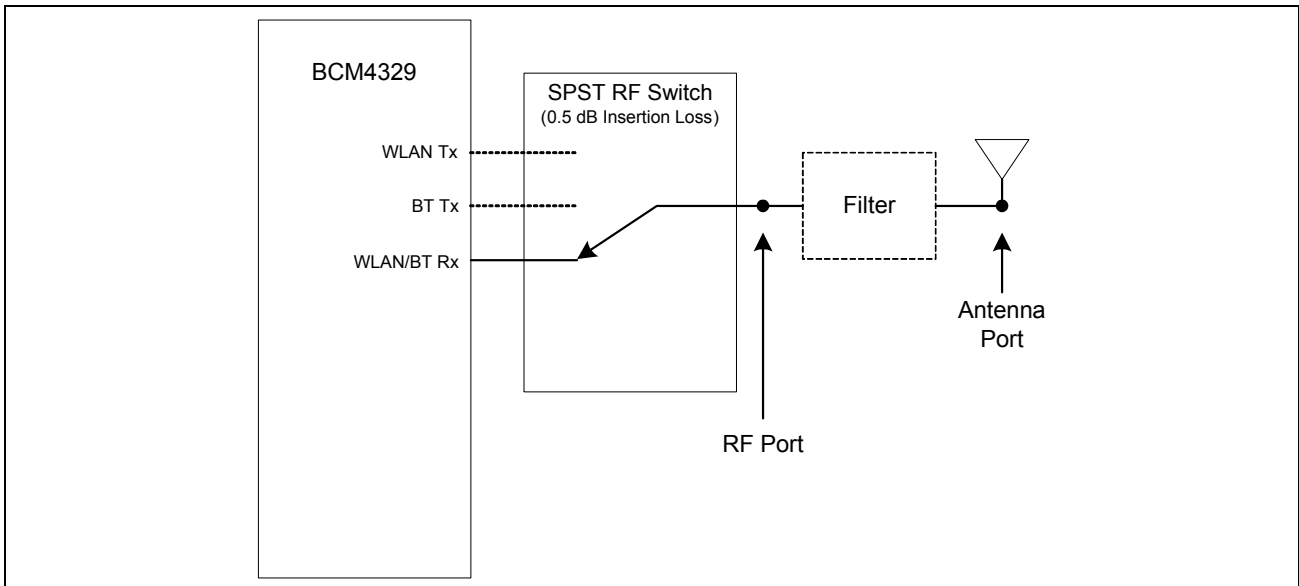 BCM4329
SPST RF Switch
(0.5 dB Insertion Loss)
WLAN Tx
BT Tx
WLAN/BT Rx
Filter
Antenna
Port
RF Port